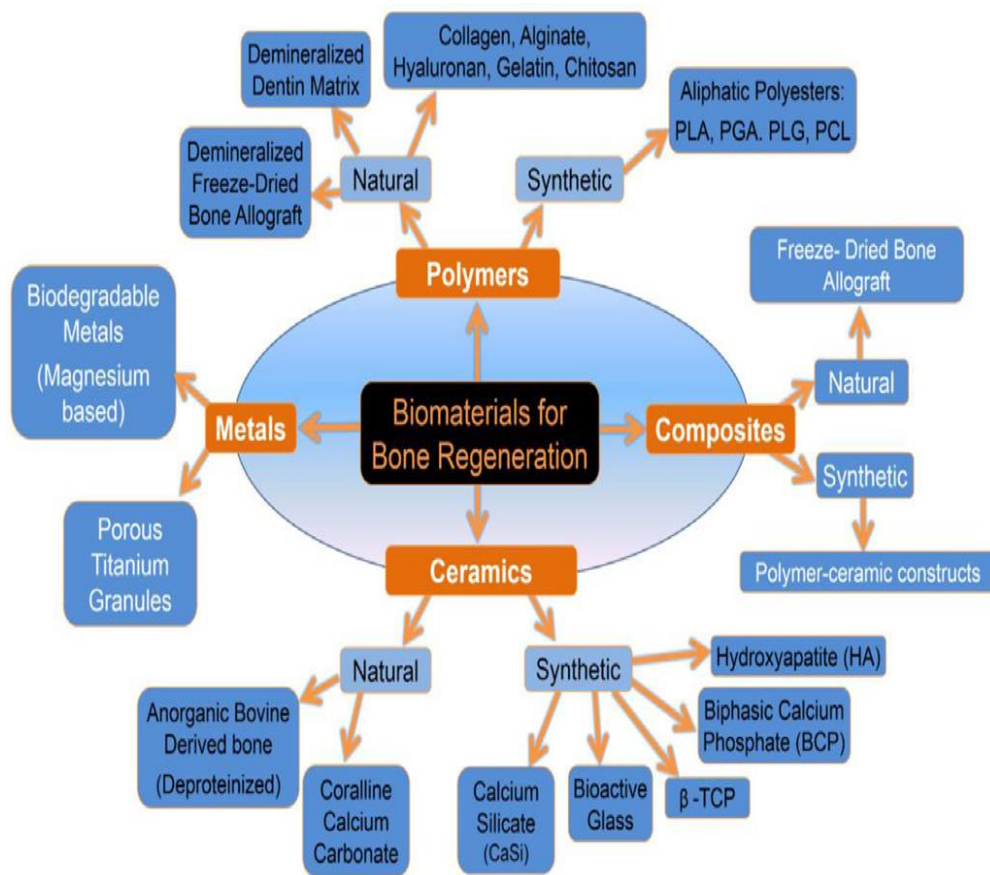 Demineralized
Dentin Matrix
Collagen, Alginate,
Hyaluronan, Gelatin, Chitosan
Aliphatic Polyesters:
PLA, PGA. PLG, PCL
Demineralized
Freeze-Dried
Bone Allograft
Natural
Synthetic
Polymers
Freeze- Dried Bone
Allograft
Biodegradable
Metals
(Magnesium
based)
Natural
Metals
Biomaterials for
Bone Regeneration
Composites
Synthetic
Porous
Titanium
Granules
Ceramics
Polymer-ceramic constructs
Natural
Synthetic
Hydroxyapatite (HA)
Anorganic Bovine
Derived bone
(Deproteinized)
Biphasic Calcium
Phosphate (BCP)
Coralline
Calcium
Carbonate
Calcium
Silicate
(CaSi)
Bioactive
Glass
β -TCP